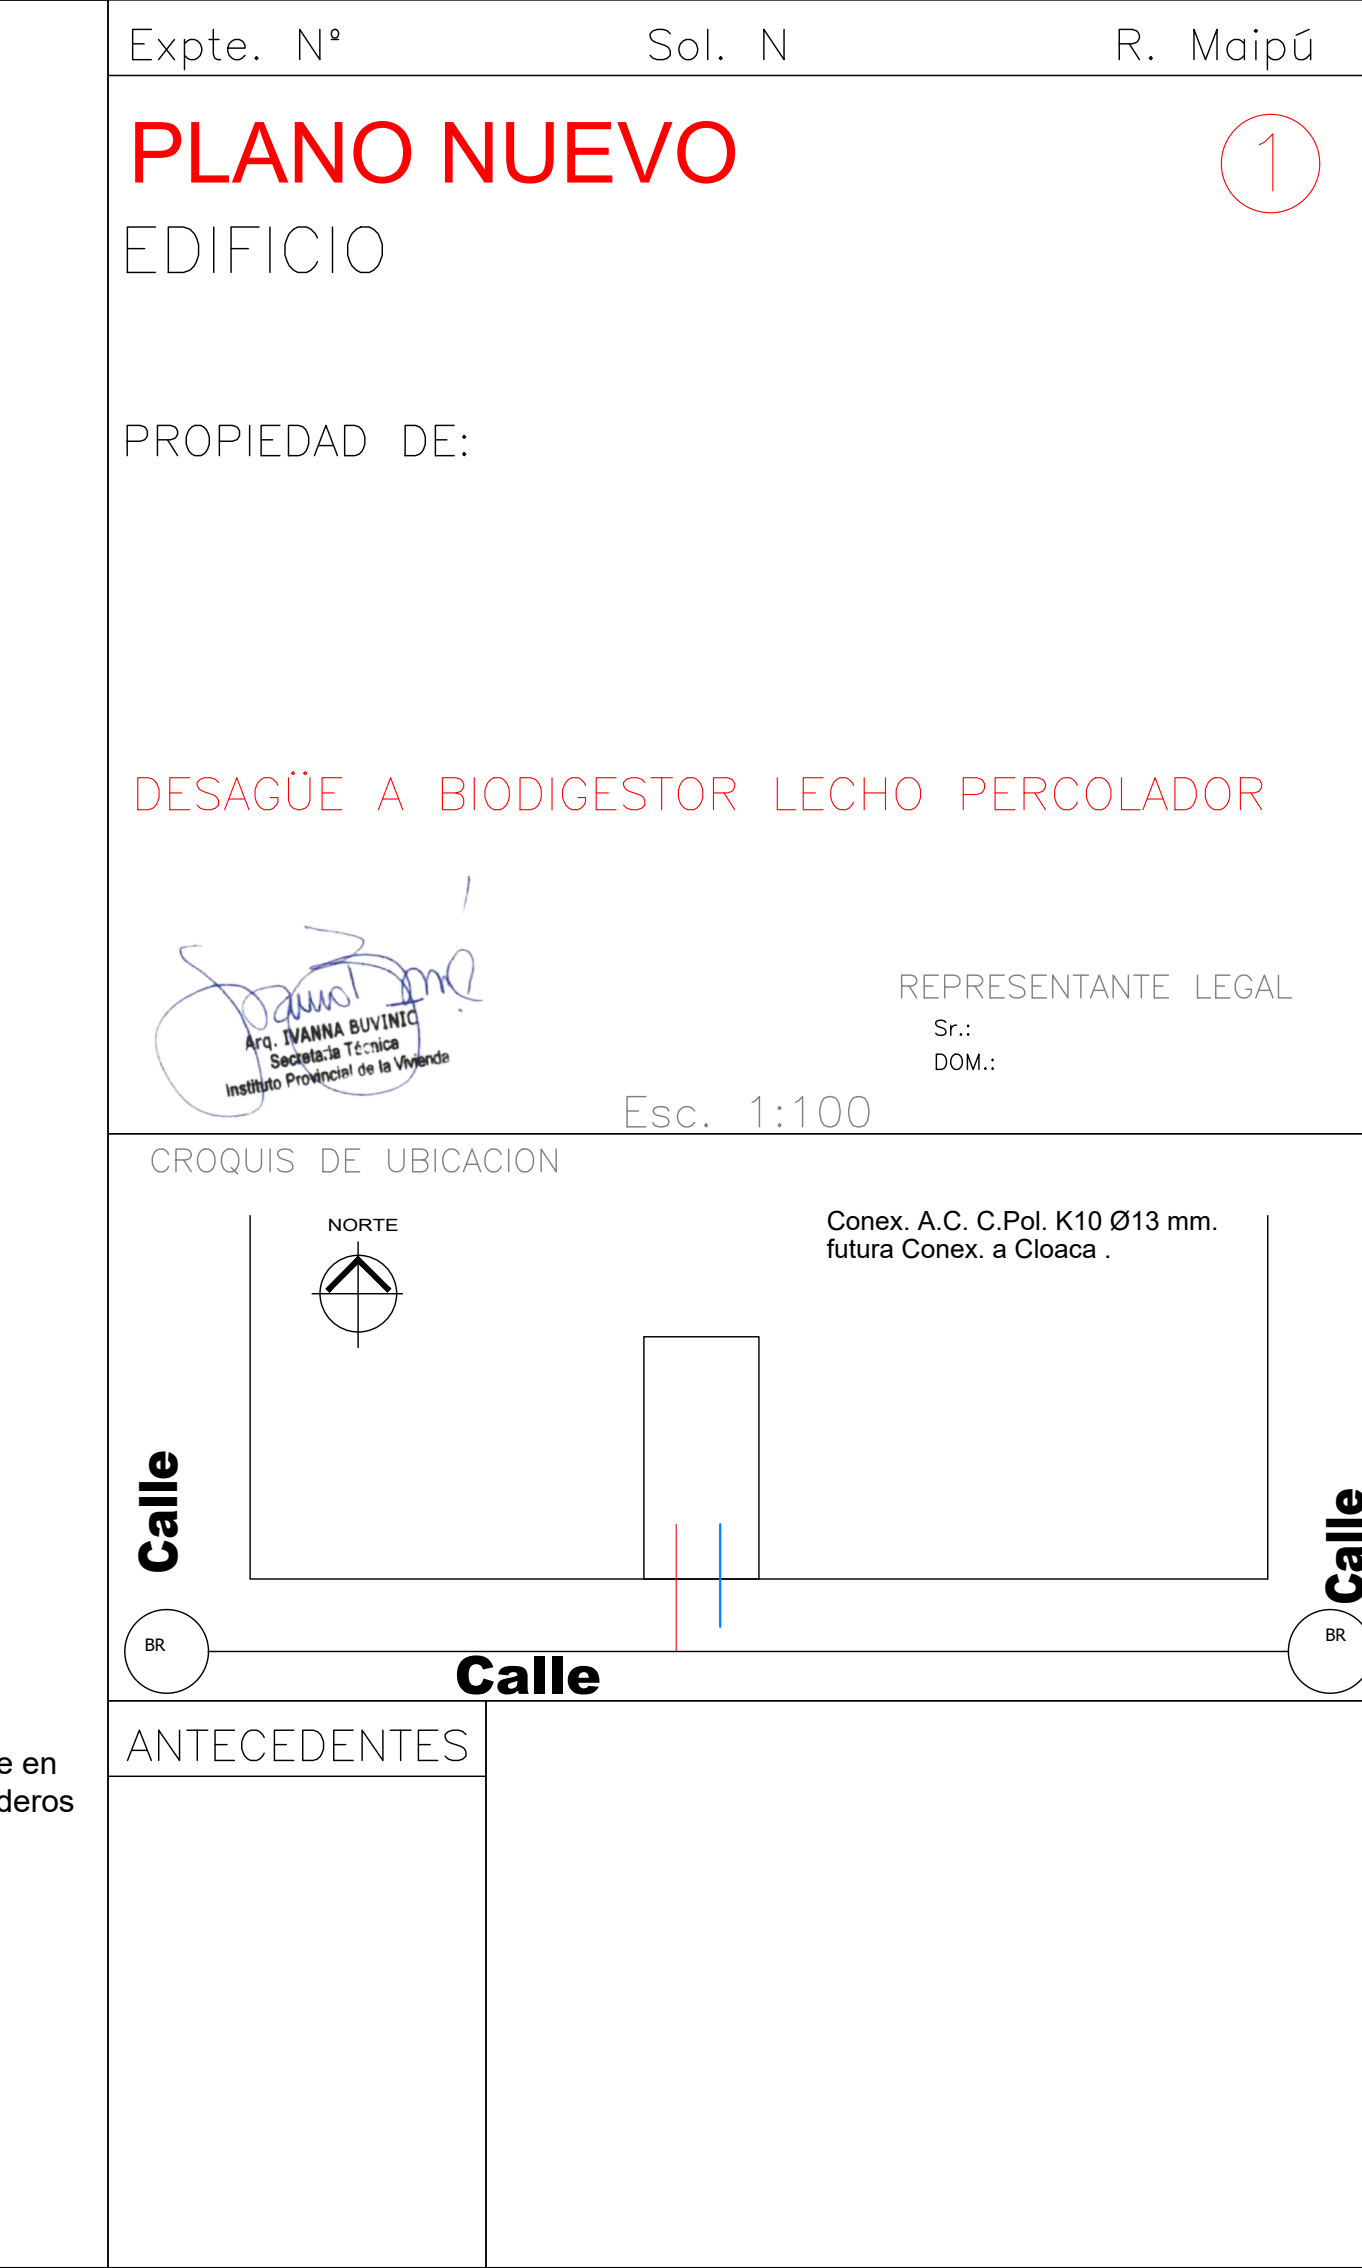 Expte. Nº Sol. N R. Maipú
PLANO NUEVO 1
EDIFICIO
PROPIEDAD DE:
DESAGÜE A BIODIGESTOR LECHO PERCOLADOR
Arq. IVANNA BUVINIC
Secretaria Técnica
Instituto Provincial de la Vivienda
REPRESENTANTE LEGAL
Sr.:
DOM.:
Esc. 1:100
CROQUIS DE UBICACION
NORTE
Conex. A.C. C.Pol. K10 Ø13 mm.
futura Conex. a Cloaca .
Calle
Calle
BR
BR
Calle
ANTECEDENTES
e en
deros